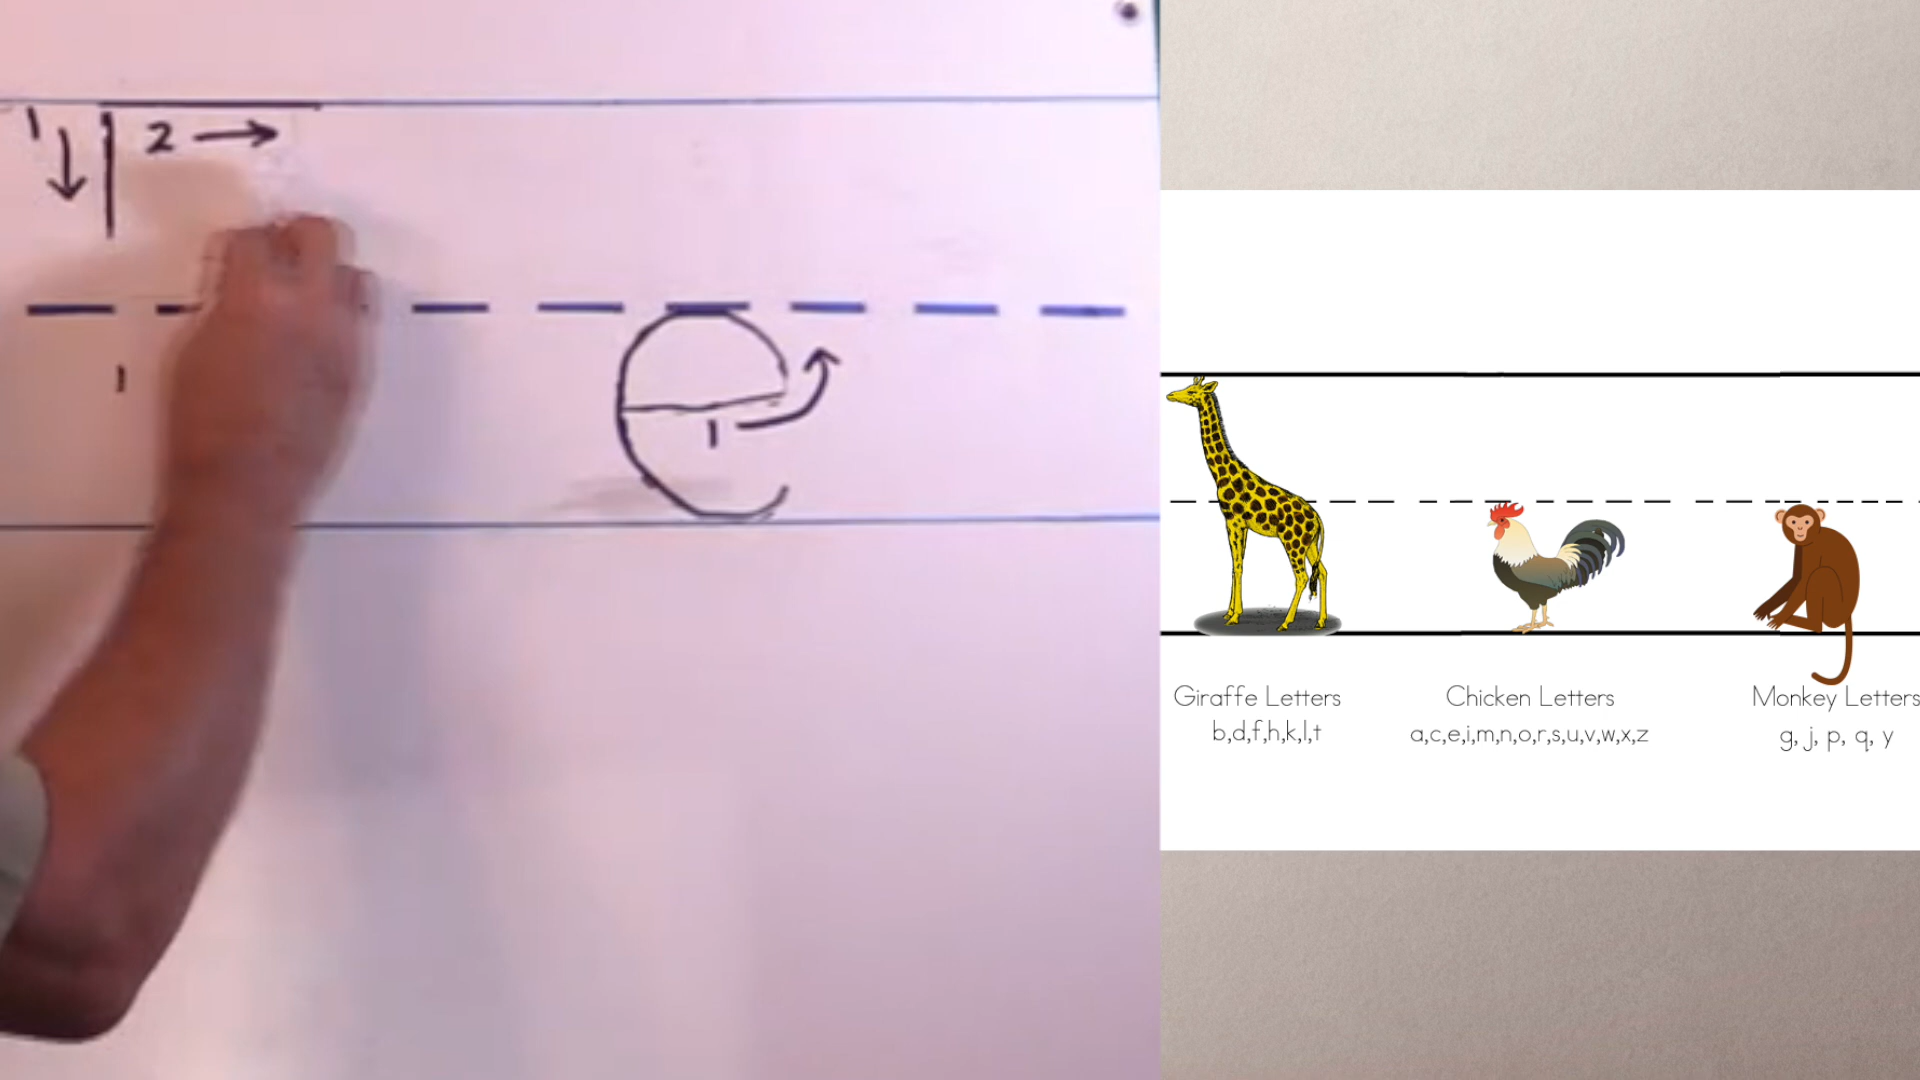 1 2
1
e
1
Giraffe Letters
b,d,f,h,k,l,t
Chicken Letters
a,c,e,i,m,n,o,r,s,u,v,w,x,z
Monkey Letters
g, j, p, q, y